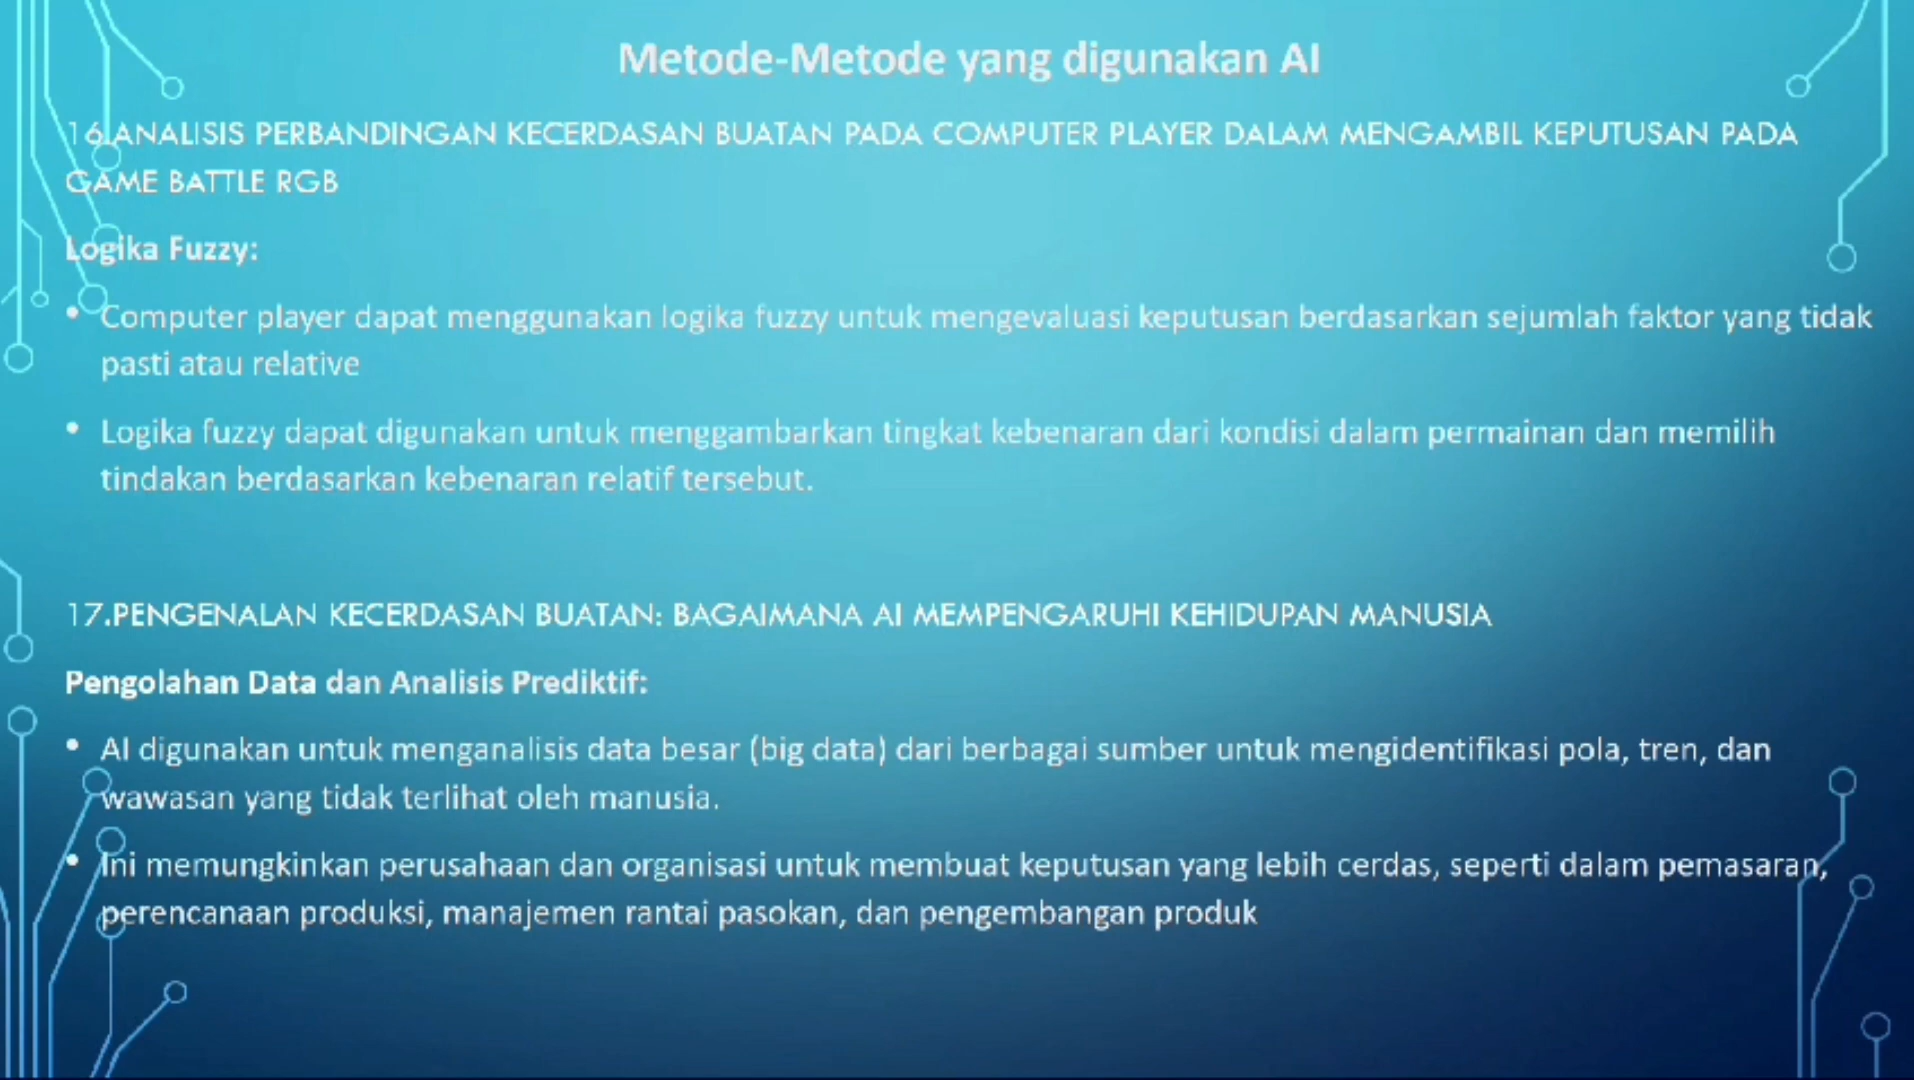 Metode-Metode yang digunakan AI
16.ANALISIS PERBANDINGAN KECERDASAN BUATAN PADA COMPUTER PLAYER DALAM MENGAMBIL KEPUTUSAN PADA
GAME BATTLE RGB
Logika Fuzzy:
• Computer player dapat menggunakan logika fuzzy untuk mengevaluasi keputusan berdasarkan sejumlah faktor yang tidak
pasti atau relative
• Logika fuzzy dapat digunakan untuk menggambarkan tingkat kebenaran dari kondisi dalam permainan dan memilih
tindakan berdasarkan kebenaran relatif tersebut.
17.PENGENALAN KECERDASAN BUATAN: BAGAIMANA AI MEMPENGARUHI KEHIDUPAN MANUSIA
Pengolahan Data dan Analisis Prediktif:
• AI digunakan untuk menganalisis data besar (big data) dari berbagai sumber untuk mengidentifikasi pola, tren, dan
wawasan yang tidak terlihat oleh manusia.
• Ini memungkinkan perusahaan dan organisasi untuk membuat keputusan yang lebih cerdas, seperti dalam pemasaran,
perencanaan produksi, manajemen rantai pasokan, dan pengembangan produk